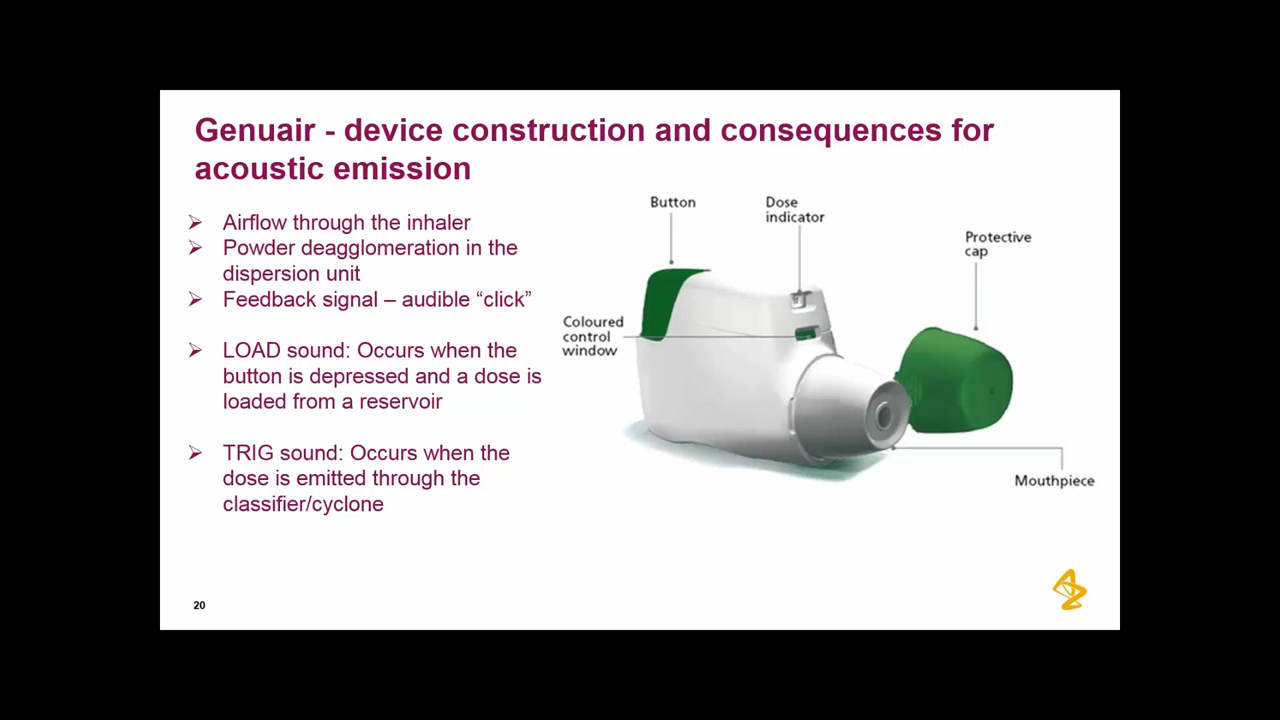 Genuair - device construction and consequences for
acoustic emission
➢ Airflow through the inhaler
➢ Powder deagglomeration in the
dispersion unit
➢ Feedback signal – audible “click”
➢ LOAD sound: Occurs when the
button is depressed and a dose is
loaded from a reservoir
➢ TRIG sound: Occurs when the
dose is emitted through the
classifier/cyclone
Button
Dose
indicator
Protective
cap
Coloured
control
window
Mouthpiece
20